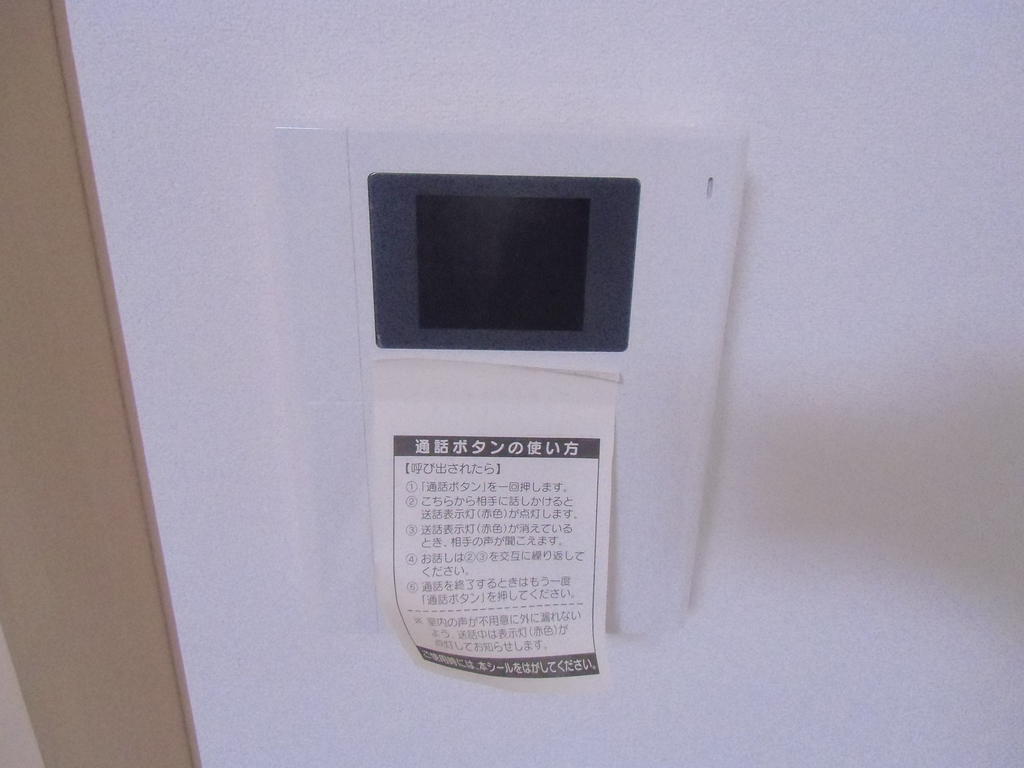 通話ボタンの使い方
【呼び出されたら】
①「通話ボタン」を一回押します。
② こちらから相手に話しかけると
送話表示灯(赤色)が点灯します。
③ 送話表示灯(赤色)が消えている
とき、相手の声が聞こえます。
④ お話しは②③を交互に繰り返して
ください。
⑤ 通話を終了するときはもう一度
「通話ボタン」を押してください。
※ 室内の声が不用意に外に漏れない
よう、送話中は表示灯(赤色)が
点灯してお知らせします。
ご使用時には、本シールをはがしてください。